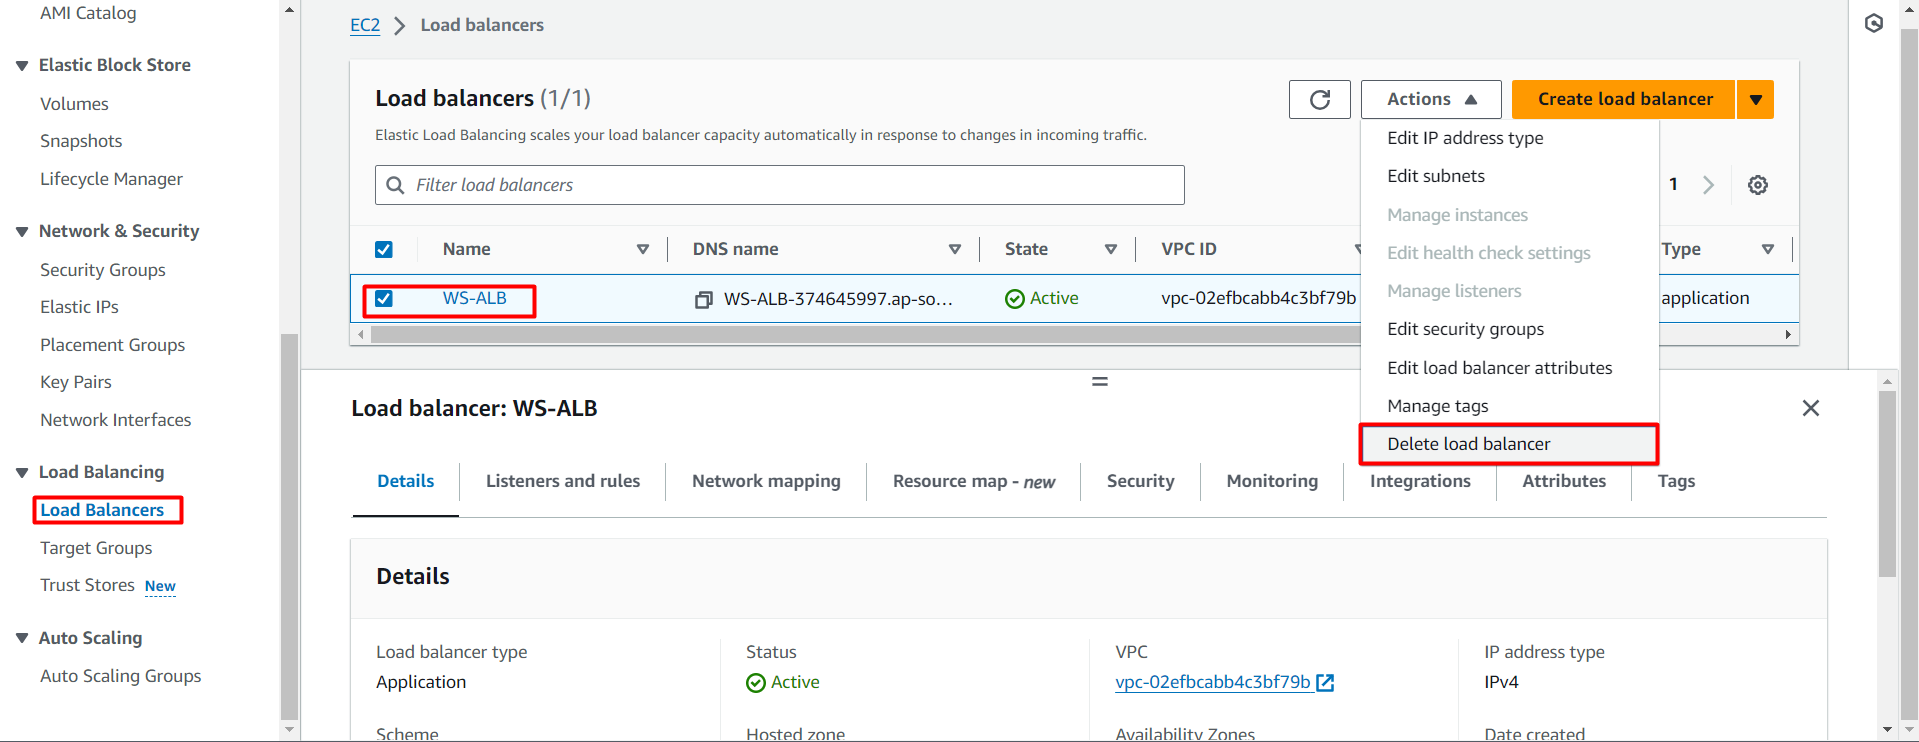 AMI Catalog
Elastic Block Store
Volumes
Snapshots
Lifecycle Manager
Network & Security
Security Groups
Elastic IPs
Placement Groups
Key Pairs
Network Interfaces
Load Balancing
Load Balancers
Target Groups
Trust Stores New
Auto Scaling
Auto Scaling Groups
EC2 Load balancers
Load balancers (1/1)
Elastic Load Balancing scales your load balancer capacity automatically in response to changes in incoming traffic.
Actions
Create load balancer
Filter load balancers
1
Name DNS name State VPC ID Type
WS-ALB WS-ALB-374645997.ap-so... Active vpc-02efbcabb4c3bf79b application
Edit IP address type
Edit subnets
Manage instances
Edit health check settings
Manage listeners
Edit security groups
Edit load balancer attributes
Manage tags
Delete load balancer
Load balancer: WS-ALB
Details Listeners and rules Network mapping Resource map - new Security Monitoring Integrations Attributes Tags
Details
Load balancer type
Application
Status
Active
VPC
vpc-02efbcabb4c3bf79b
IP address type
IPv4
Scheme
Hosted zone
Availability Zones
Date created